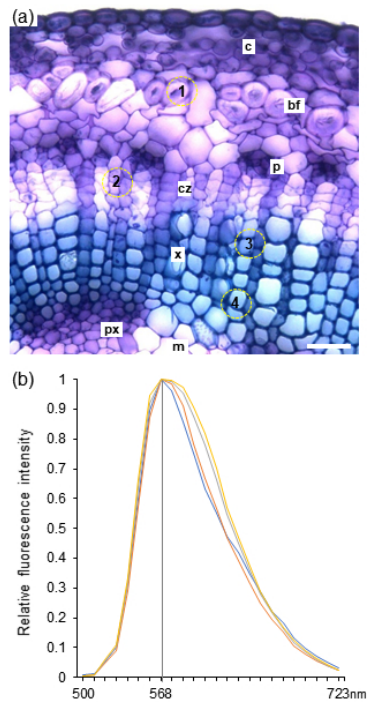 (a)
c
1
bf
p
2
cz
3
x
4
px
m
(b)
Relative fluorescence intensity
1
0.9
0.8
0.7
0.6
0.5
0.4
0.3
0.2
0.1
0
500 568 723nm